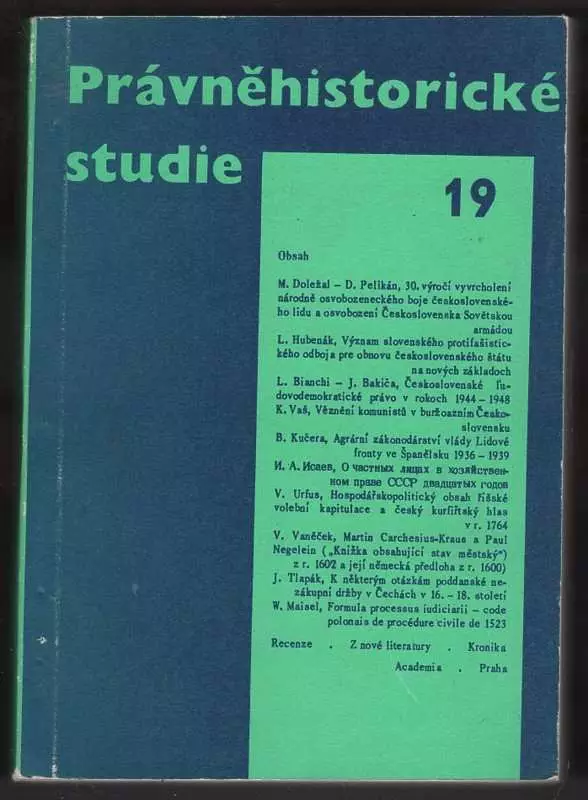 Právněhistorické
studie
19
Obsah
M. Doležal – D. Pelikán, 30. výročí vyvrcholení
národně osvobozeneckého boje československé-
ho lidu a osvobození Československa Sovětskou
armádou
L. Hubenák, Význam slovenského protifašistic-
kého odboja pre obnovu československého štátu
na nových základoch
L. Bianchi – J. Bakiča, Československé ľu-
dovodemokratické právo v rokoch 1944 – 1948
K. Vaš, Věznění komunistů v buržoazním Česko-
slovensku
B. Kučera, Agrární zákonodárství vlády Lidové
fronty ve Španělsku 1936 – 1939
И. А. Исаев, О частных лицах в хозяйствен-
ном праве СССР двадцатых годов
V. Urfus, Hospodářskopolitický obsah říšské
volební kapitulace a český kurfiřtský hlas
v r. 1764
V. Vaněček, Martin Carchesius-Kraus a Paul
Negelein („Knížka obsahující stav městský“)
z r. 1602 a její německá předloha z r. 1600)
J. Tlapák, K některým otázkám poddanské ne-
zákupní držby v Čechách v 16. – 18. století
W. Maisel, Formula processus iudiciarii – code
polonais de procédure civile de 1523
Recenze . Z nové literatury . Kronika
Academia . Praha